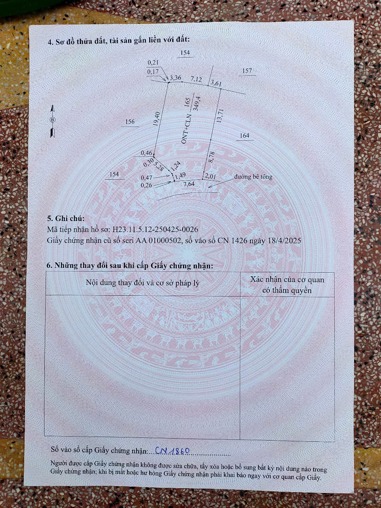 4. Sơ đồ thửa đất, tài sản gắn liền với đất:
154
0,21
0,17
3,36
7,12
3,61
157
19,40
ONT+CLN
165
349,4
13,71
156
164
0,46
0,30
3,28
1,24
8,78
154
0,47
1,49
0,26
7,64
2,01
đường bê tông
5. Ghi chú:
Mã tiếp nhận hồ sơ: H23.11.5.12-250425-0026
Giấy chứng nhận cũ số seri AA 01000502, số vào sổ CN 1426 ngày 18/4/2025
6. Những thay đổi sau khi cấp Giấy chứng nhận:
Nội dung thay đổi và cơ sở pháp lý
Xác nhận của cơ quan
có thẩm quyền
Số vào sổ cấp Giấy chứng nhận: CN 1860
Người được cấp Giấy chứng nhận không được sửa chữa, tẩy xóa hoặc bổ sung bất kỳ nội dung nào trong
Giấy chứng nhận; khi bị mất hoặc hư hỏng Giấy chứng nhận phải khai báo ngay với cơ quan cấp Giấy.